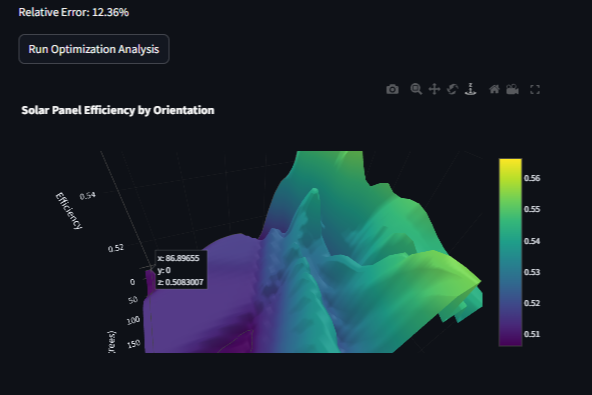 Relative Error: 12.36%
Run Optimization Analysis
Solar Panel Efficiency by Orientation
Efficiency
0.54
0.52
x: 86.89655
y: 0
z: 0.5083007
0
50
100
150
rees)
0.56
0.55
0.54
0.53
0.52
0.51